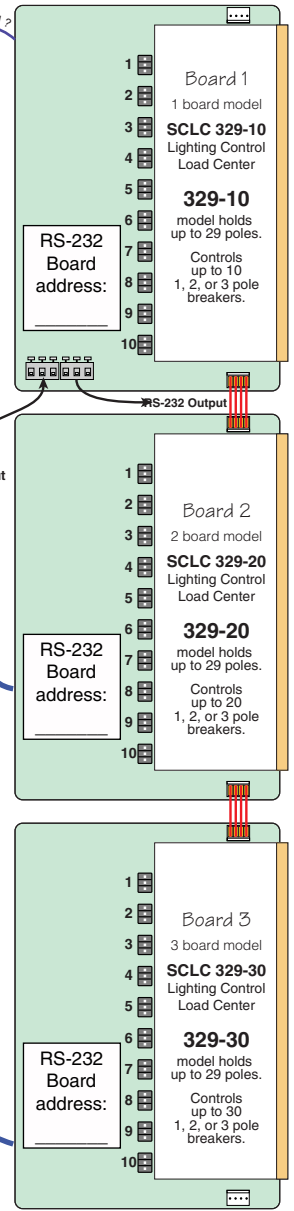 1
2
3
4
5
6
7
8
9
10
Board 1
1 board model
SCLC 329-10
Lighting Control
Load Center
329-10
model holds
up to 29 poles.
Controls
up to 10
1, 2, or 3 pole
breakers.
RS-232
Board
address:
RS-232 Output
1
2
3
4
5
6
7
8
9
10
Board 2
2 board model
SCLC 329-20
Lighting Control
Load Center
329-20
model holds
up to 29 poles.
Controls
up to 20
1, 2, or 3 pole
breakers.
RS-232
Board
address:
1
2
3
4
5
6
7
8
9
10
Board 3
3 board model
SCLC 329-30
Lighting Control
Load Center
329-30
model holds
up to 29 poles.
Controls
up to 30
1, 2, or 3 pole
breakers.
RS-232
Board
address: